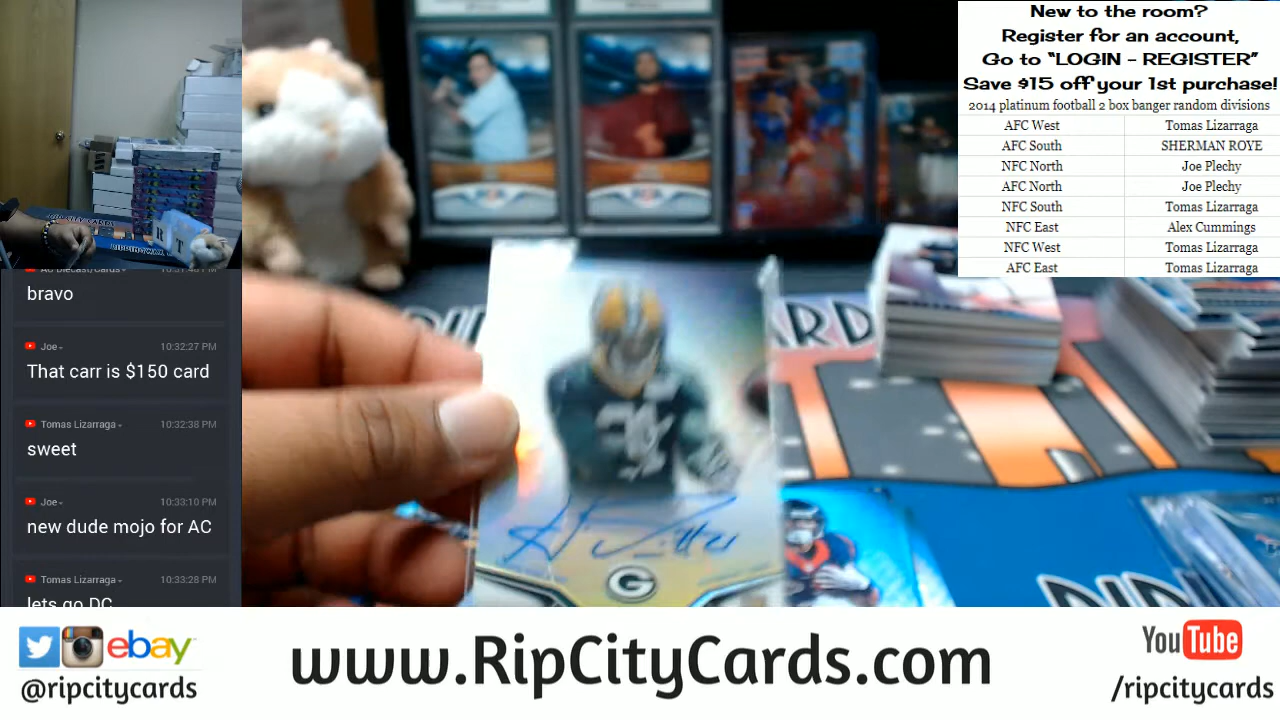 New to the room?
Register for an account,
Go to “LOGIN - REGISTER”
Save $15 off your 1st purchase!
2014 platinum football 2 box banger random divisions
AFC West Tomas Lizarraga
AFC South SHERMAN ROYE
NFC North Joe Plechy
AFC North Joe Plechy
NFC South Tomas Lizarraga
NFC East Alex Cummings
NFC West Tomas Lizarraga
AFC East Tomas Lizarraga
bravo
Joe 10:32:27 PM
That carr is $150 card
Tomas Lizarraga 10:32:38 PM
sweet
Joe 10:33:10 PM
new dude mojo for AC
Tomas Lizarraga 10:33:28 PM
lets go DC
G
ebay
@ripcitycards
www.RipCityCards.com
YouTube
/ripcitycards